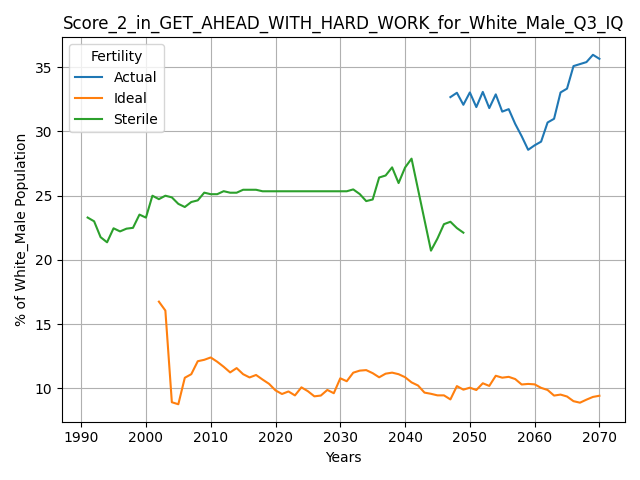 Score_2_in_GET_AHEAD_WITH_HARD_WORK_for_White_Male_Q3_IQ
Fertility
Actual
Ideal
Sterile
% of White_Male Population
35
30
25
20
15
10
1990 2000 2010 2020 2030 2040 2050 2060 2070
Years